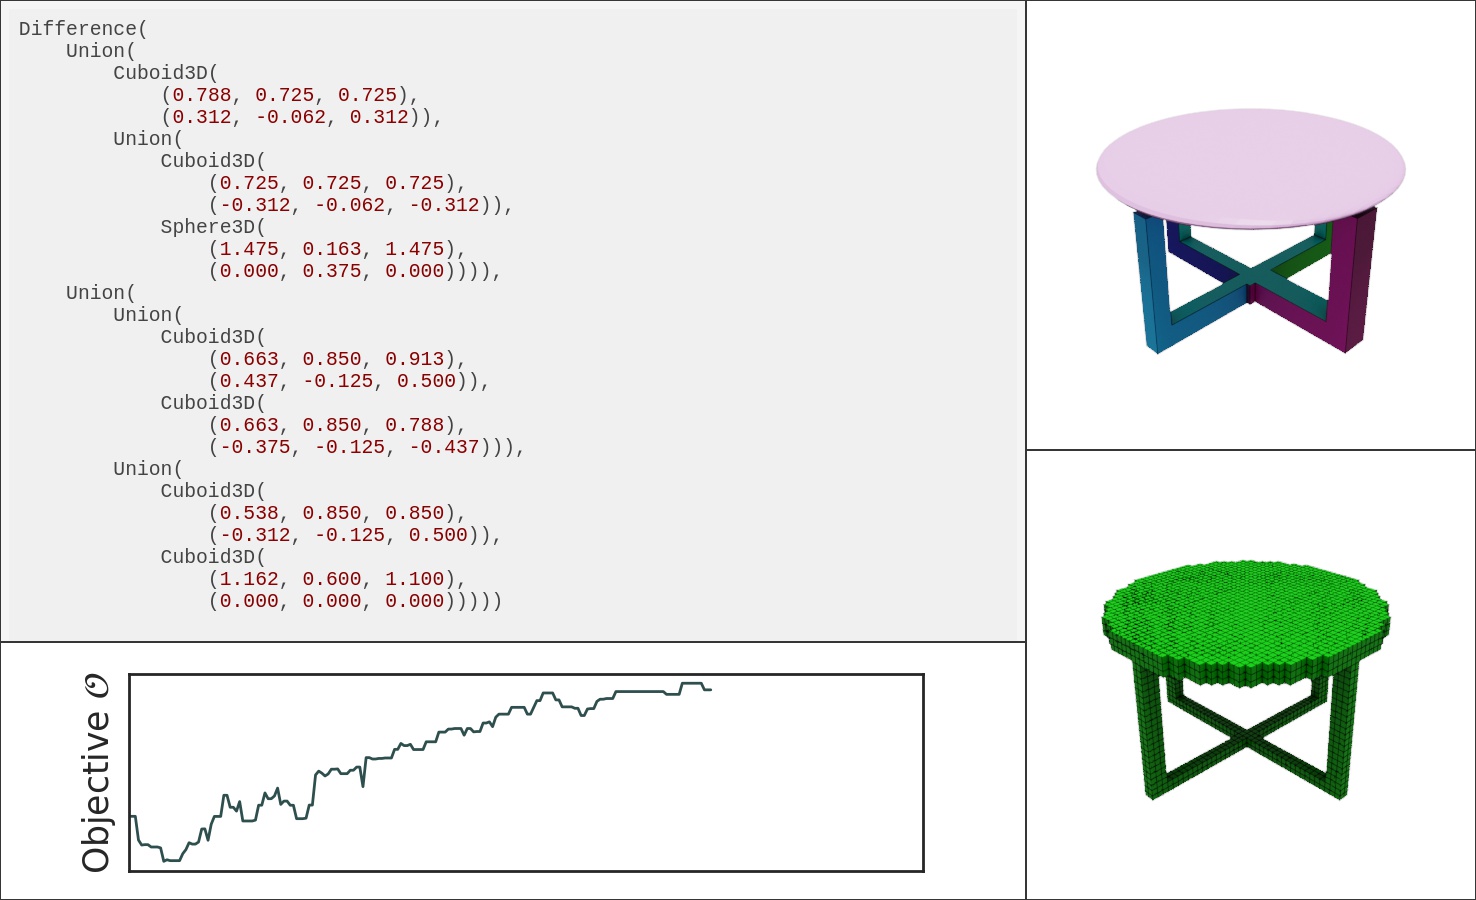 Difference(
    Union(
        Cuboid3D(
            (0.788, 0.725, 0.725),
            (0.312, -0.062, 0.312)),
        Union(
            Cuboid3D(
                (0.725, 0.725, 0.725),
                (-0.312, -0.062, -0.312)),
            Sphere3D(
                (1.475, 0.163, 1.475),
                (0.000, 0.375, 0.000)))),
    Union(
        Union(
            Cuboid3D(
                (0.663, 0.850, 0.913),
                (0.437, -0.125, 0.500)),
            Cuboid3D(
                (0.663, 0.850, 0.788),
                (-0.375, -0.125, -0.437))),
        Union(
            Cuboid3D(
                (0.538, 0.850, 0.850),
                (-0.312, -0.125, 0.500)),
            Cuboid3D(
                (1.162, 0.600, 1.100),
                (0.000, 0.000, 0.000)))))
Objective 𝒪